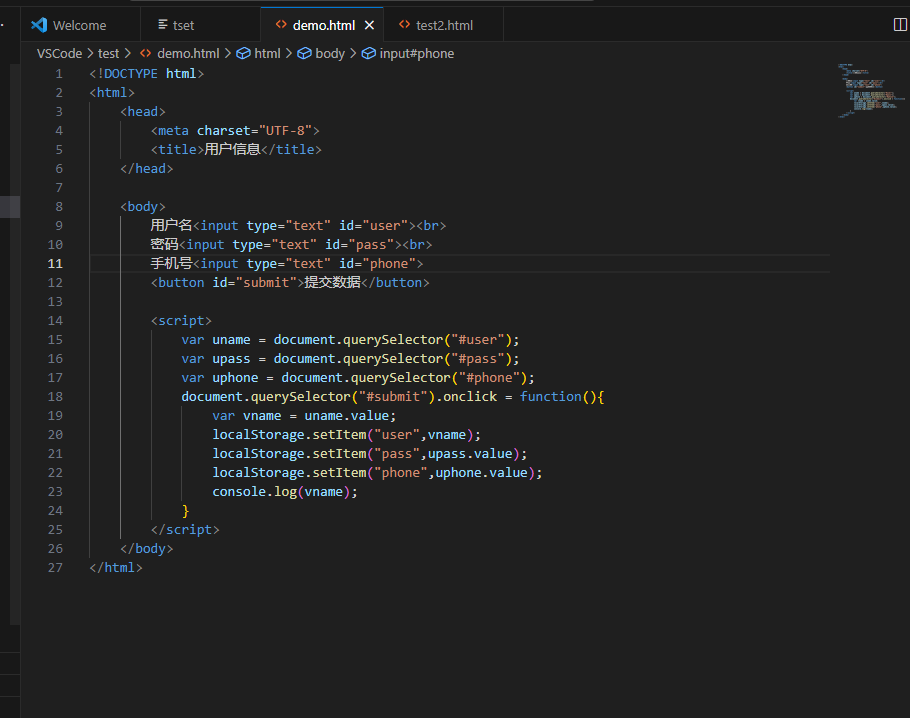 Welcome tset demo.html test2.html
VSCode > test > demo.html > html > body > input#phone
1 <!DOCTYPE html>
2 <html>
3 <head>
4 <meta charset="UTF-8">
5 <title>用户信息</title>
6 </head>
7
8 <body>
9 用户名<input type="text" id="user"><br>
10 密码<input type="text" id="pass"><br>
11 手机号<input type="text" id="phone">
12 <button id="submit">提交数据</button>
13
14 <script>
15 var uname = document.querySelector("#user");
16 var upass = document.querySelector("#pass");
17 var uphone = document.querySelector("#phone");
18 document.querySelector("#submit").onclick = function(){
19 var vname = uname.value;
20 localStorage.setItem("user",vname);
21 localStorage.setItem("pass",upass.value);
22 localStorage.setItem("phone",uphone.value);
23 console.log(vname);
24 }
25 </script>
26 </body>
27 </html>